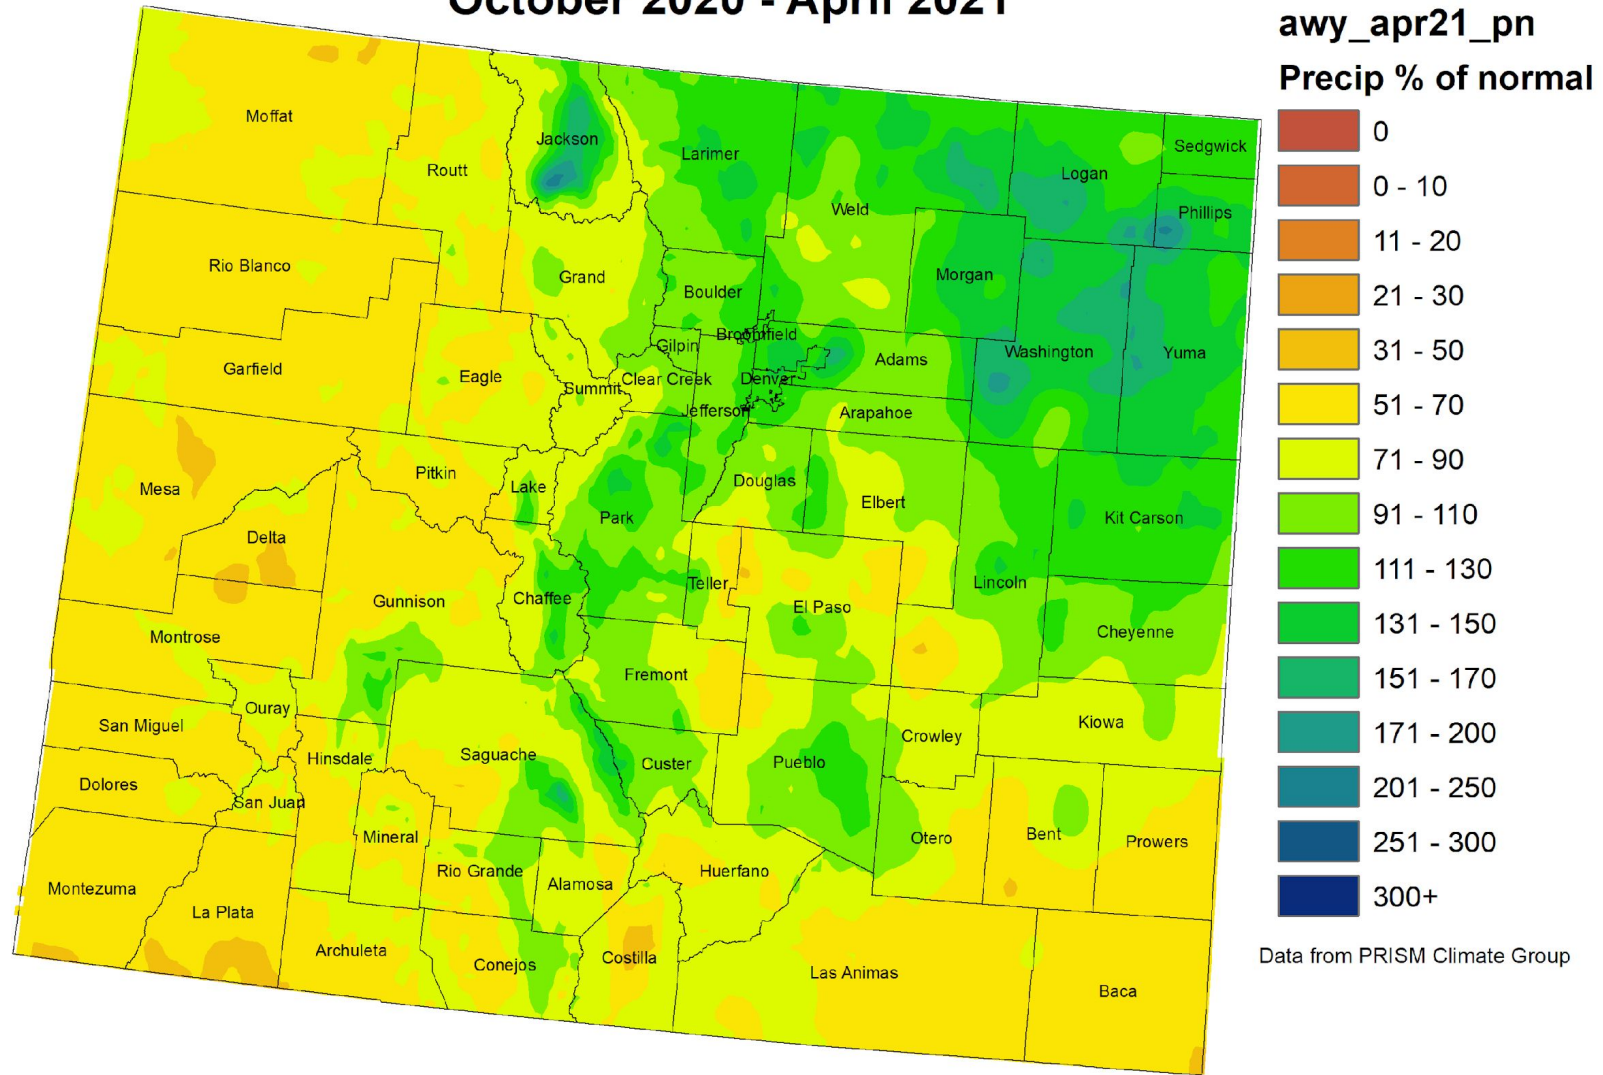 October 2020 - April 2021
awy_apr21_pn
Precip % of normal
0
0 - 10
11 - 20
21 - 30
31 - 50
51 - 70
71 - 90
91 - 110
111 - 130
131 - 150
151 - 170
171 - 200
201 - 250
251 - 300
300+
Data from PRISM Climate Group
Moffat
Routt
Jackson
Larimer
Weld
Logan
Sedgwick
Phillips
Rio Blanco
Grand
Boulder
Morgan
Broomfield
Gilpin
Adams
Washington
Yuma
Garfield
Eagle
Summit
Clear Creek
Denver
Jefferson
Arapahoe
Mesa
Pitkin
Lake
Park
Douglas
Elbert
Kit Carson
Delta
Gunnison
Chaffee
Teller
El Paso
Lincoln
Cheyenne
Montrose
Fremont
Ouray
San Miguel
Hinsdale
Saguache
Custer
Pueblo
Crowley
Kiowa
Dolores
San Juan
Mineral
Rio Grande
Alamosa
Huerfano
Otero
Bent
Prowers
Montezuma
La Plata
Archuleta
Conejos
Costilla
Las Animas
Baca